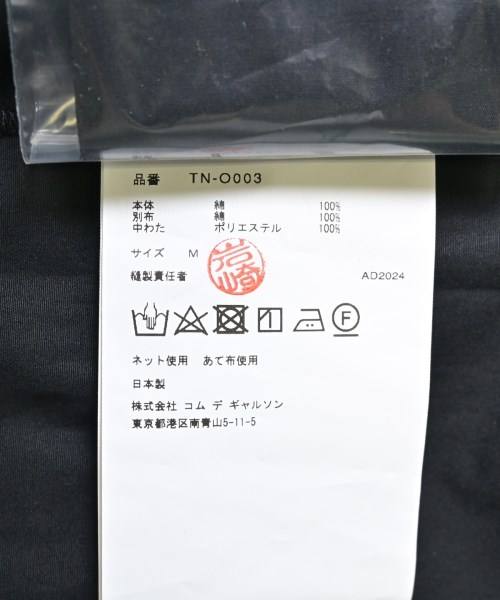 品番 TN-O003
本体 綿 100%
別布 綿 100%
中わた ポリエステル 100%
サイズ M
岩崎
縫製責任者 AD2024
F
ネット使用 あて布使用
日本製
株式会社 コム デ ギャルソン
東京都港区南青山5-11-5